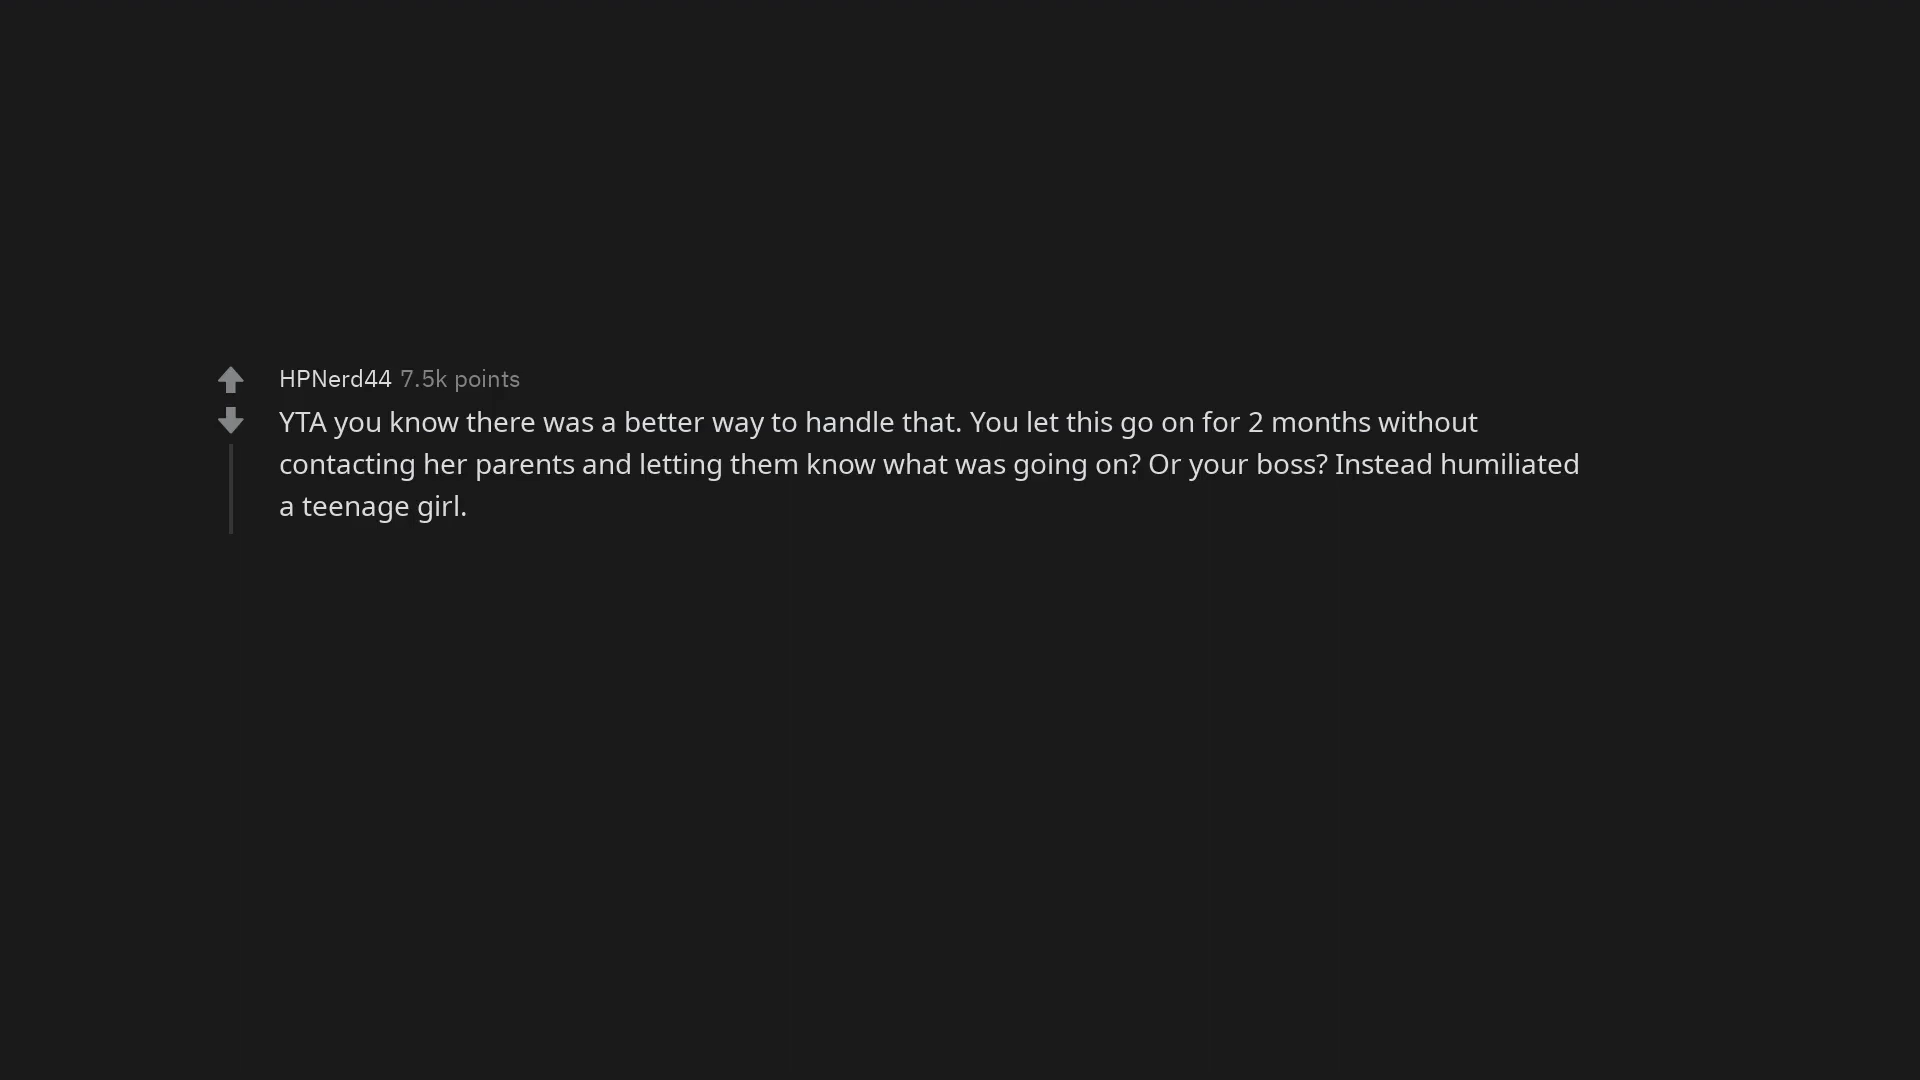 HPNerd44 7.5k points
YTA you know there was a better way to handle that. You let this go on for 2 months without
contacting her parents and letting them know what was going on? Or your boss? Instead humiliated
a teenage girl.